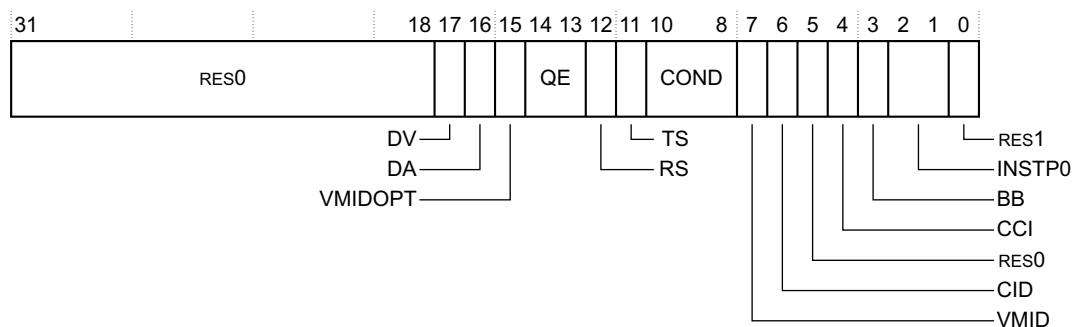 31 18 17 16 15 14 13 12 11 10 8 7 6 5 4 3 2 1 0
RES0 QE COND
DV TS RES1
DA RS INSTP0
VMIDOPT BB
CCI
RES0
CID
VMID